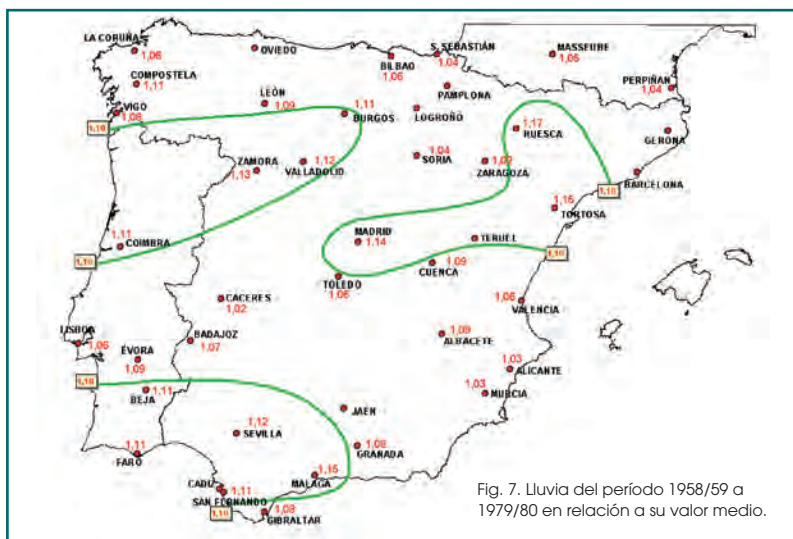 LA CORUÑA
1,06
OVIEDO
BILBAO
1,06
S. SEBASTIÁN
1,04
MASSEUBE
1,05
COMPOSTELA
1,11
PERPIÑAN
1,04
PAMPLONA
LEÓN
1,09
VIGO
1,08
1,11
BURGOS
LOGROÑO
1,10
1,17
HUESCA
GERONA
ZAMORA
1,13
1,12
VALLADOLID
1,04
SORIA
ZARAGOZA
BARCELONA
1,10
1,15
TORTOSA
1,11
COIMBRA
MADRID
1,14
TERUEL
1,10
1,10
CUENCA
1,09
TOLEDO
1,06
CACERES
1,02
1,06
VALENCIA
LISBOA
1,06
BADAJOZ
1,07
1,09
ALBACETE
ÉVORA
1,09
1,03
ALICANTE
1,10
1,11
BEJA
1,03
MURCIA
JAÉN
1,12
SEVILLA
1,08
GRANADA
1,11
FARO
1,15
MALAGA
1,11
SAN FERNANDO
1,10
1,08
GIBRALTAR
Fig. 7. Lluvia del período 1958/59 a
1979/80 en relación a su valor medio.